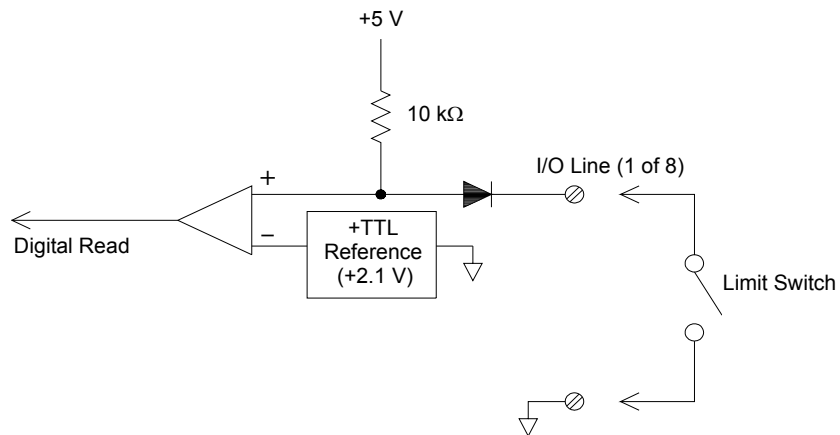 +5 V
10 kΩ
I/O Line (1 of 8)
+
−
+TTL
Reference
(+2.1 V)
Digital Read
Limit Switch